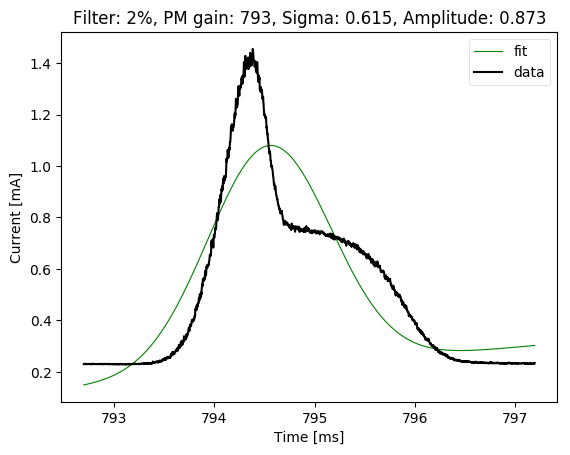 Filter: 2%, PM gain: 793, Sigma: 0.615, Amplitude: 0.873
fit
data
1.4
1.2
1.0
0.8
0.6
0.4
0.2
Current [mA]
793
794
795
796
797
Time [ms]